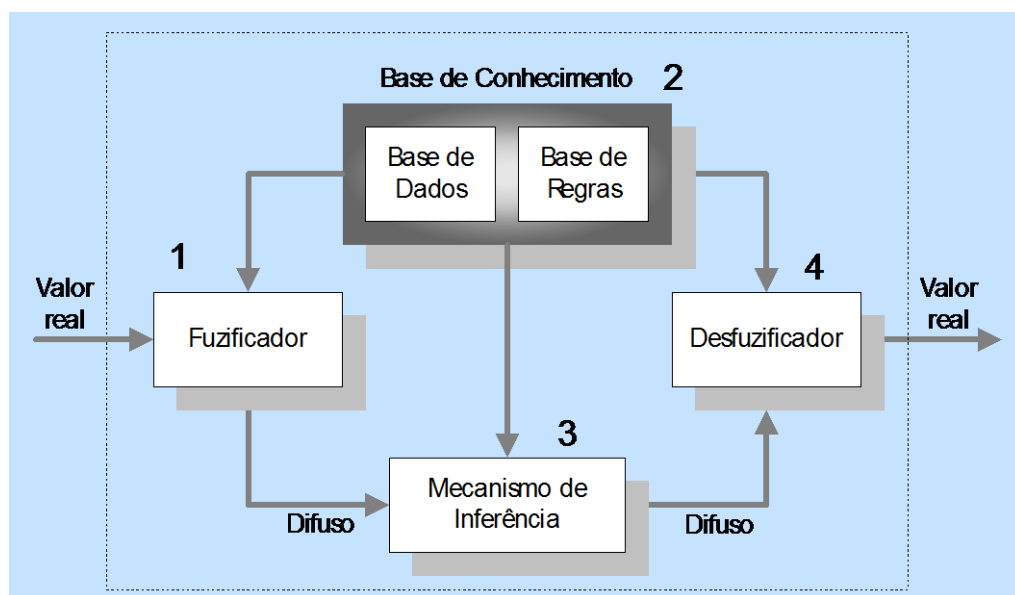 Base de Conhecimento 2
Base de
Dados
Base de
Regras
1
Valor
real
Fuzificador
4
Desfuzificador
Valor
real
3
Mecanismo de
Inferência
Difuso
Difuso